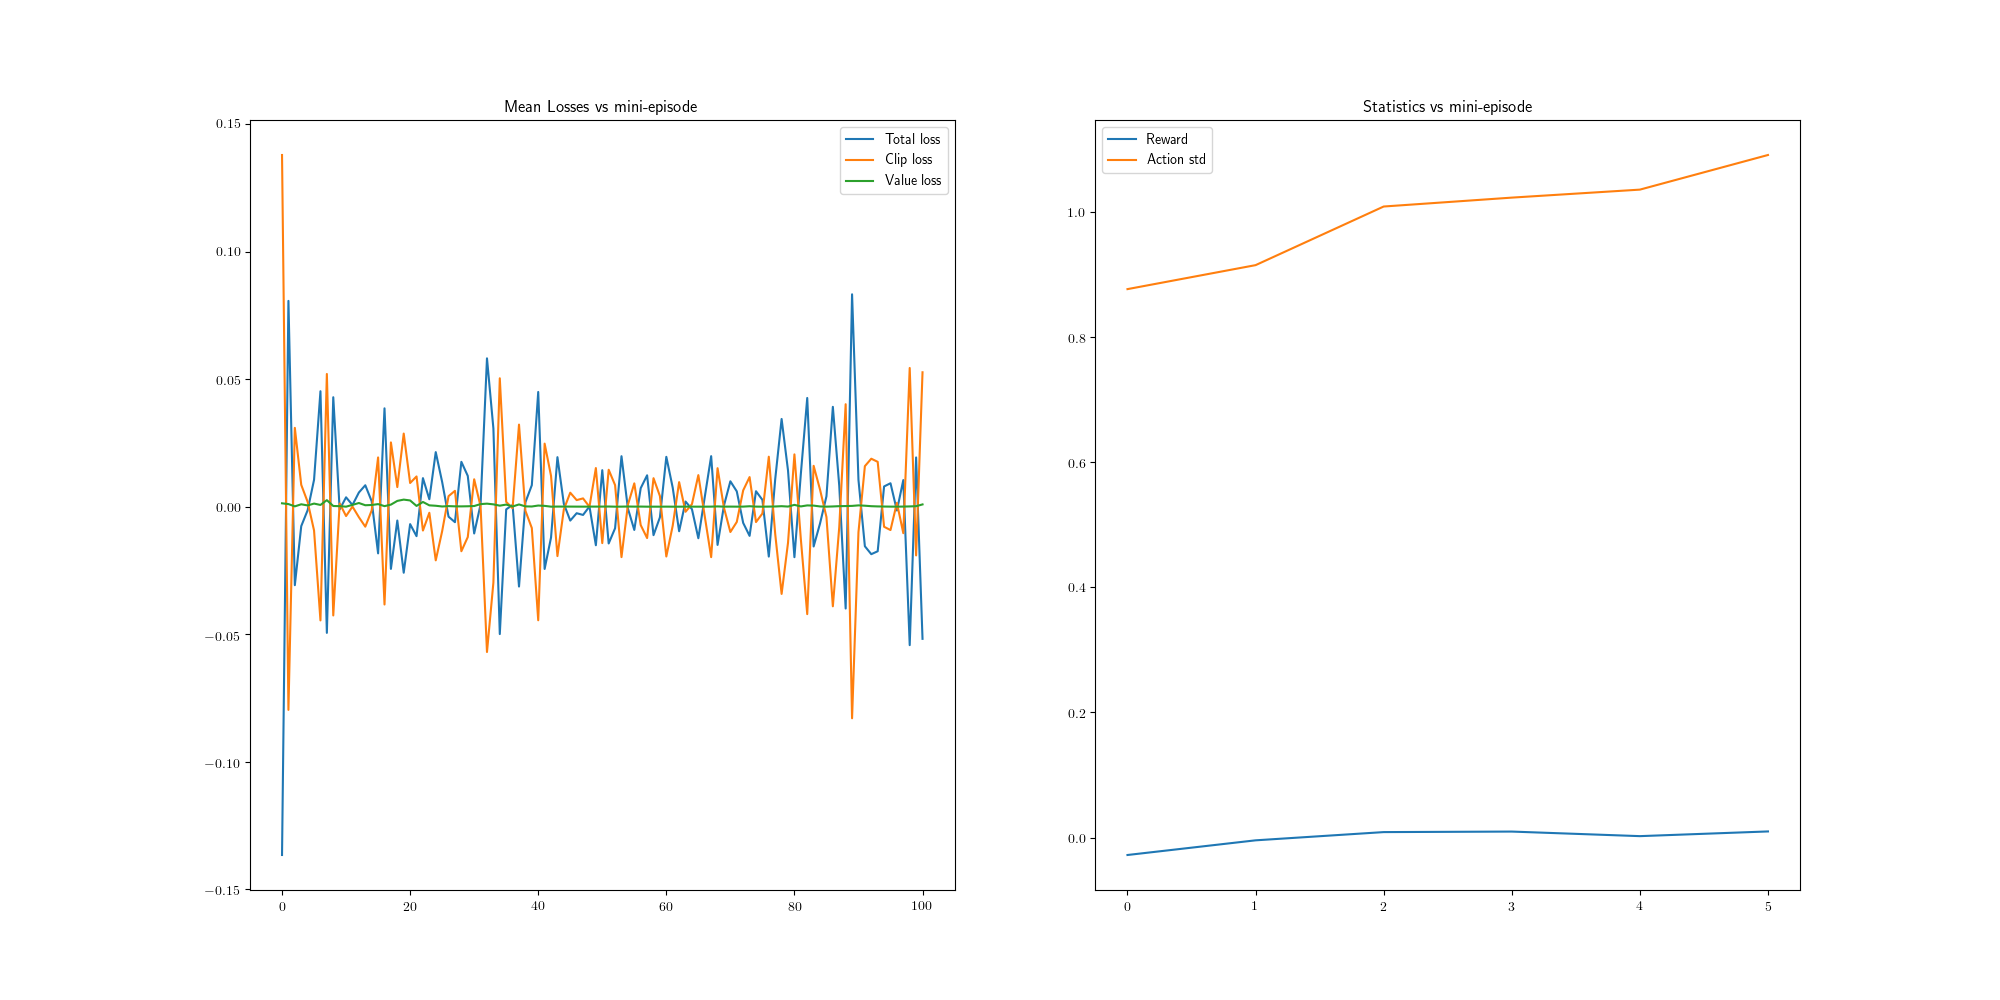 Mean Losses vs mini-episode
0.15
0.10
0.05
0.00
−0.05
−0.10
−0.15
0 20 40 60 80 100
Total loss
Clip loss
Value loss
Statistics vs mini-episode
Reward
Action std
1.0
0.8
0.6
0.4
0.2
0.0
0 1 2 3 4 5